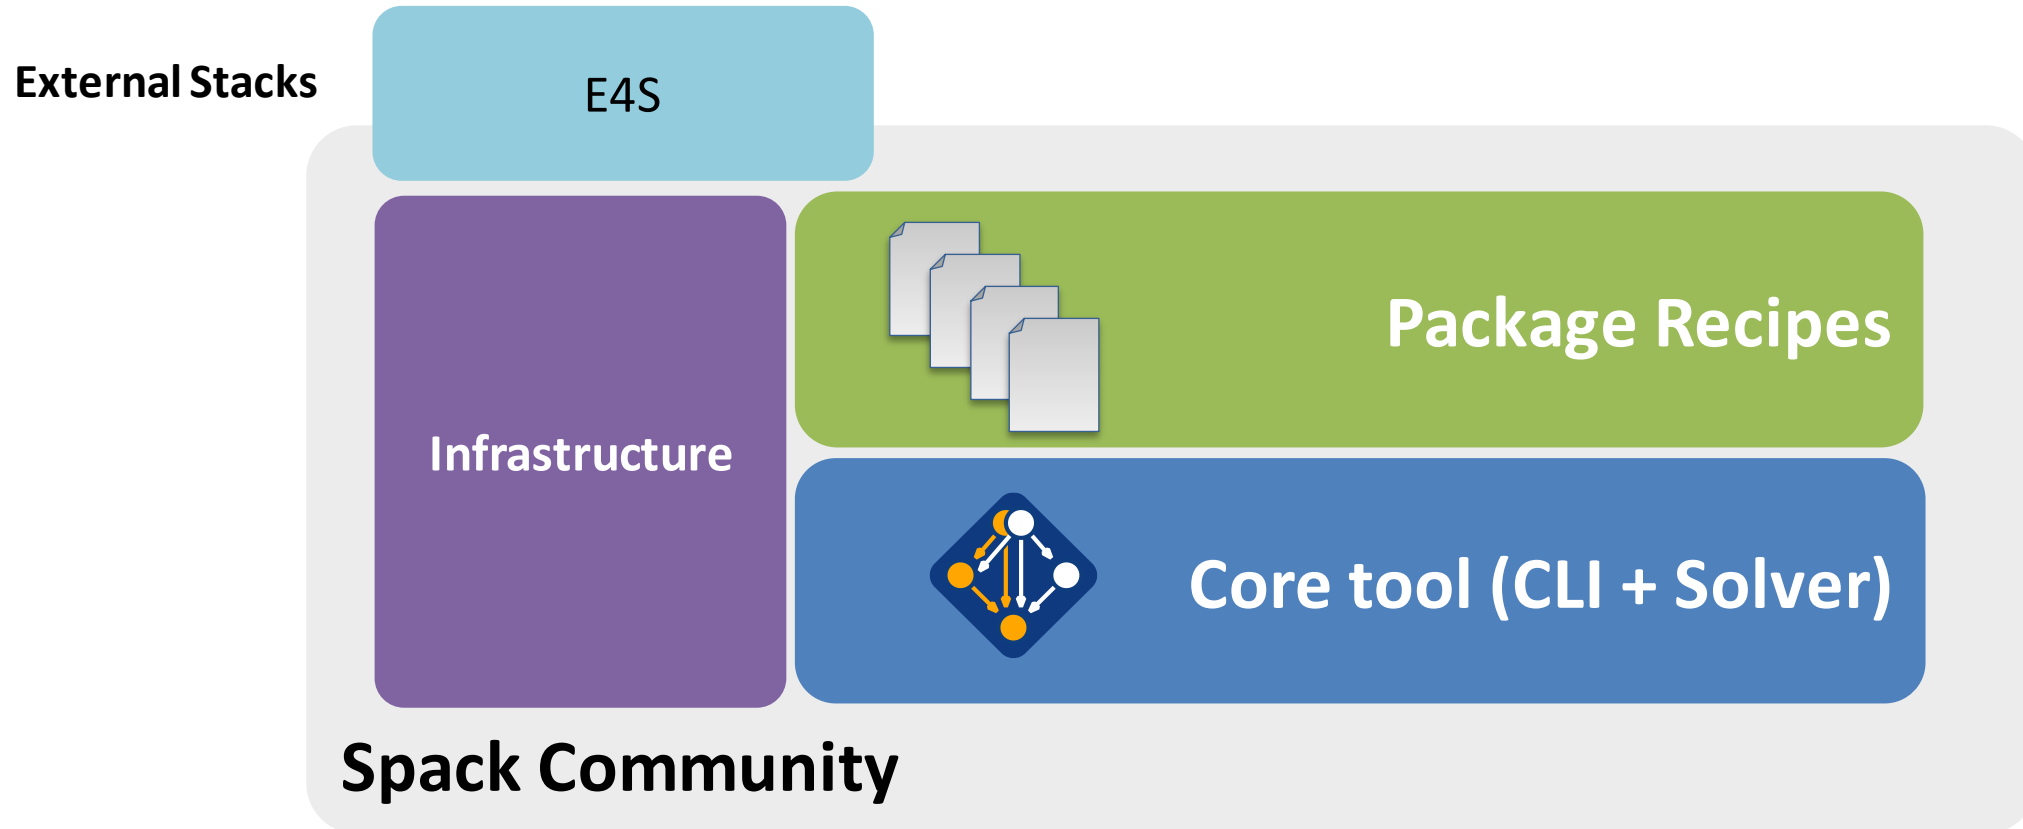 External Stacks
E4S
Package Recipes
Infrastructure
Core tool (CLI + Solver)
Spack Community